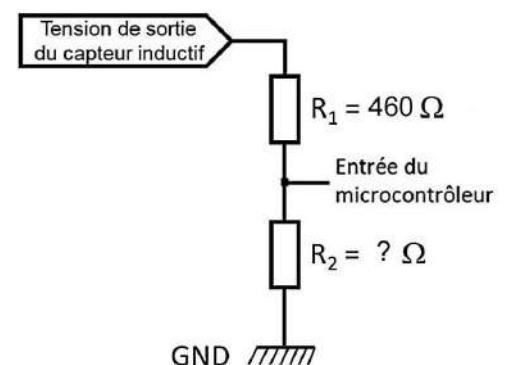 Tension de sortie
du capteur inductif
R₁ = 460 Ω
Entrée du
microcontrôleur
R₂ = ? Ω
GND